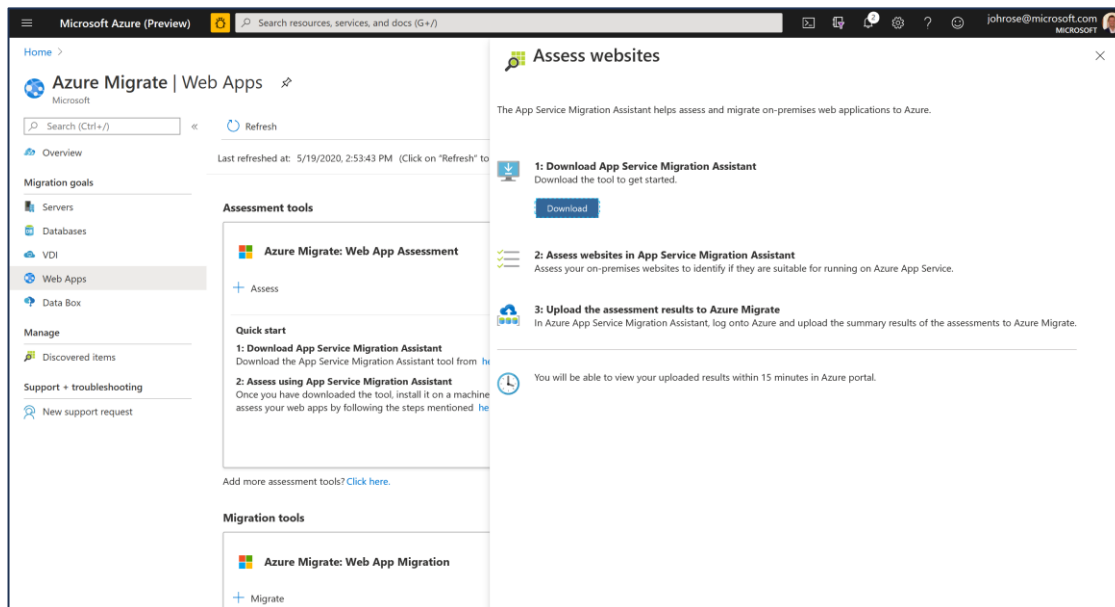 Microsoft Azure (Preview)
Search resources, services, and docs (G+/)
2
johrose@microsoft.com
MICROSOFT
Home >
Azure Migrate | Web Apps
Microsoft
Search (Ctrl+/)
«
Overview
Migration goals
Servers
Databases
VDI
Web Apps
Data Box
Manage
Discovered items
Support + troubleshooting
New support request
Refresh
Last refreshed at: 5/19/2020, 2:53:43 PM (Click on "Refresh" to
Assessment tools
Azure Migrate: Web App Assessment
+ Assess
Quick start
1: Download App Service Migration Assistant
Download the App Service Migration Assistant tool from he
2: Assess using App Service Migration Assistant
Once you have downloaded the tool, install it on a machine
assess your web apps by following the steps mentioned he
Add more assessment tools? Click here.
Migration tools
Azure Migrate: Web App Migration
+ Migrate
Assess websites
The App Service Migration Assistant helps assess and migrate on-premises web applications to Azure.
1: Download App Service Migration Assistant
Download the tool to get started.
Download
2: Assess websites in App Service Migration Assistant
Assess your on-premises websites to identify if they are suitable for running on Azure App Service.
3: Upload the assessment results to Azure Migrate
In Azure App Service Migration Assistant, log onto Azure and upload the summary results of the assessments to Azure Migrate.
You will be able to view your uploaded results within 15 minutes in Azure portal.